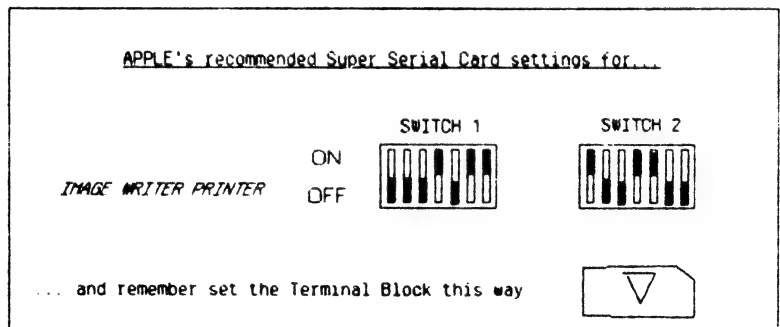 APPLE's recommended Super Serial Card settings for...
SWITCH 1 SWITCH 2
ON
IMAGE WRITER PRINTER
OFF
... and remember set the Terminal Block this way